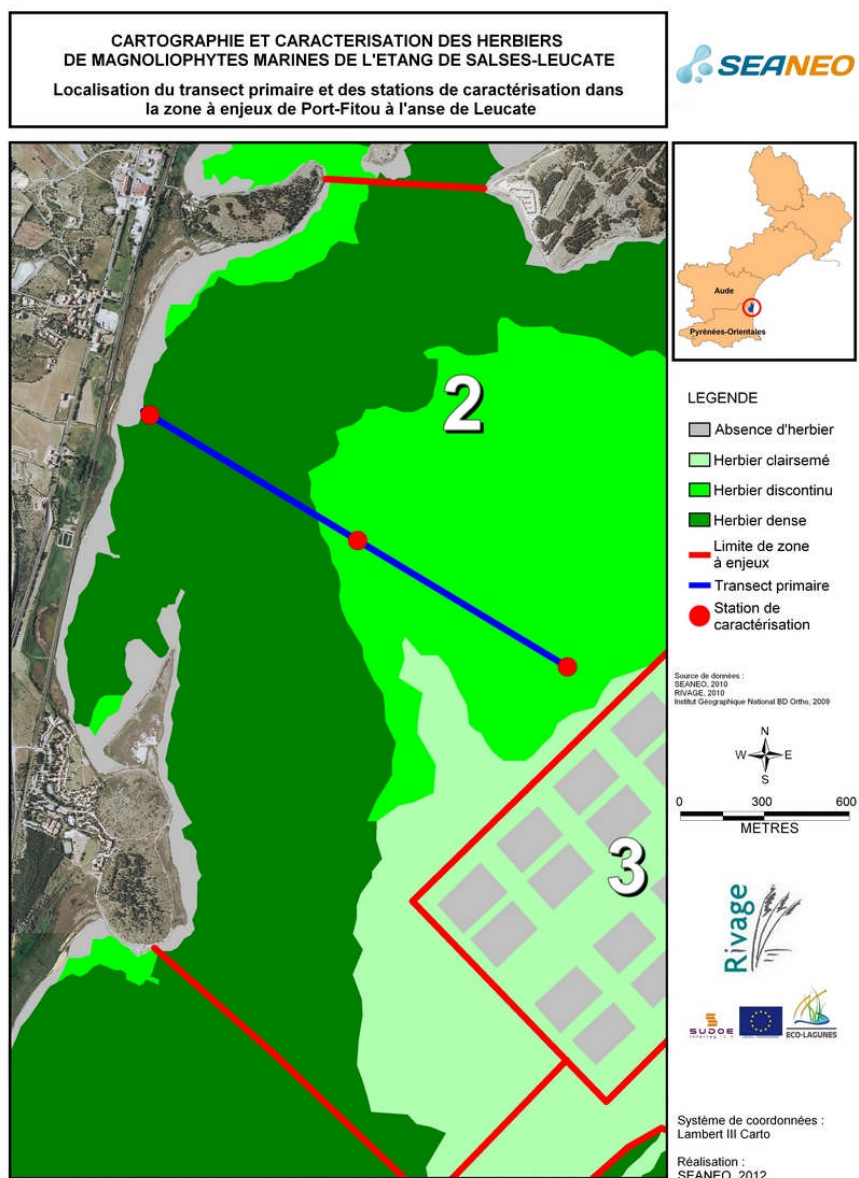 CARTOGRAPHIE ET CARACTERISATION DES HERBIERS
DE MAGNOLIOPHYTES MARINES DE L'ETANG DE SALSES-LEUCATE
Localisation du transect primaire et des stations de caractérisation dans
la zone à enjeux de Port-Fitou à l'anse de Leucate
SEANEO
Aude
Pyrénées-Orientales
2
3
LEGENDE
Absence d'herbier
Herbier clairsemé
Herbier discontinu
Herbier dense
Limite de zone
à enjeux
Transect primaire
Station de
caractérisation
Source de données :
SEANEO, 2010
RIVAGE, 2010
Institut Géographique National BD Ortho, 2009
N
W E
S
0 300 600
METRES
Rivage
SUDOE
ECO-LAGUNES
Système de coordonnées :
Lambert III Carto
Réalisation :
SEANEO, 2012